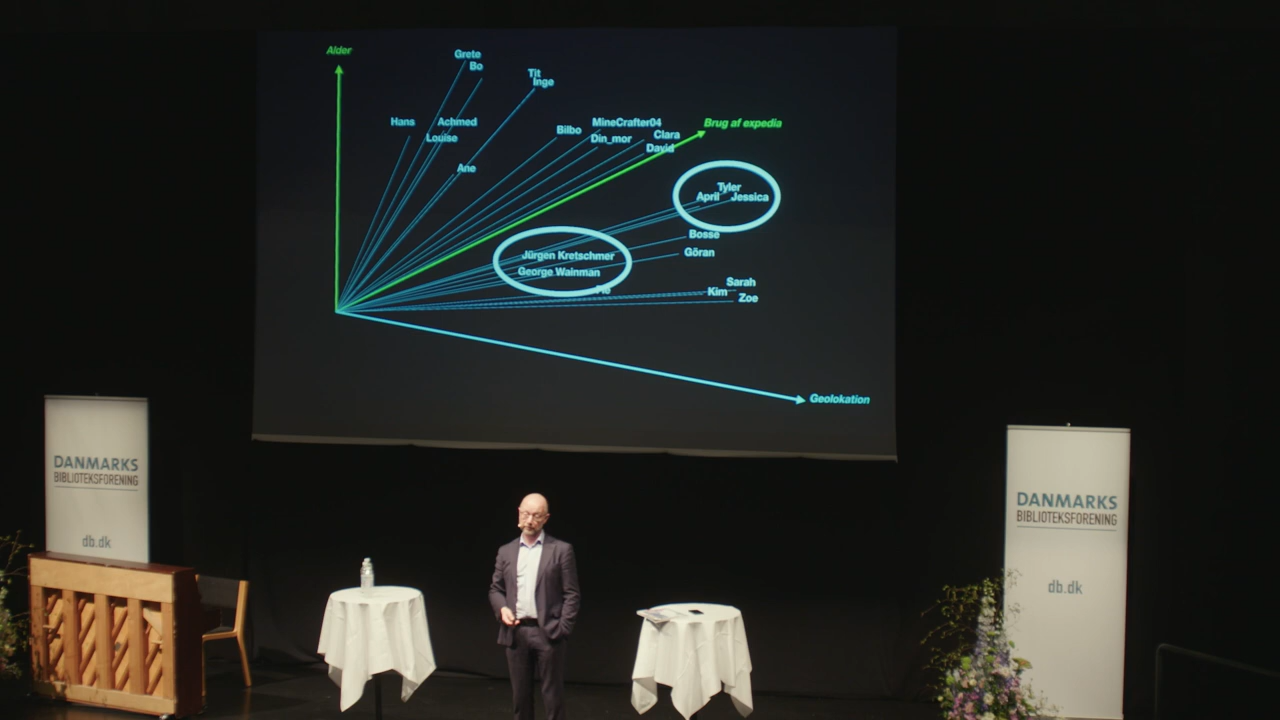 Alder
Grete
Bo
Tit
Inge
Hans
Achmed
Louise
Bilbo
MineCrafter04
Din_mor
Clara
David
Brug af expedia
Ane
Tyler
April
Jessica
Bosse
Göran
Jürgen Kretschmer
George Wainman
Sarah
Kim
Zoe
Geolokation
DANMARKS
BIBLIOTEKSFORENING
db.dk
DANMARKS
BIBLIOTEKSFORENING
db.dk